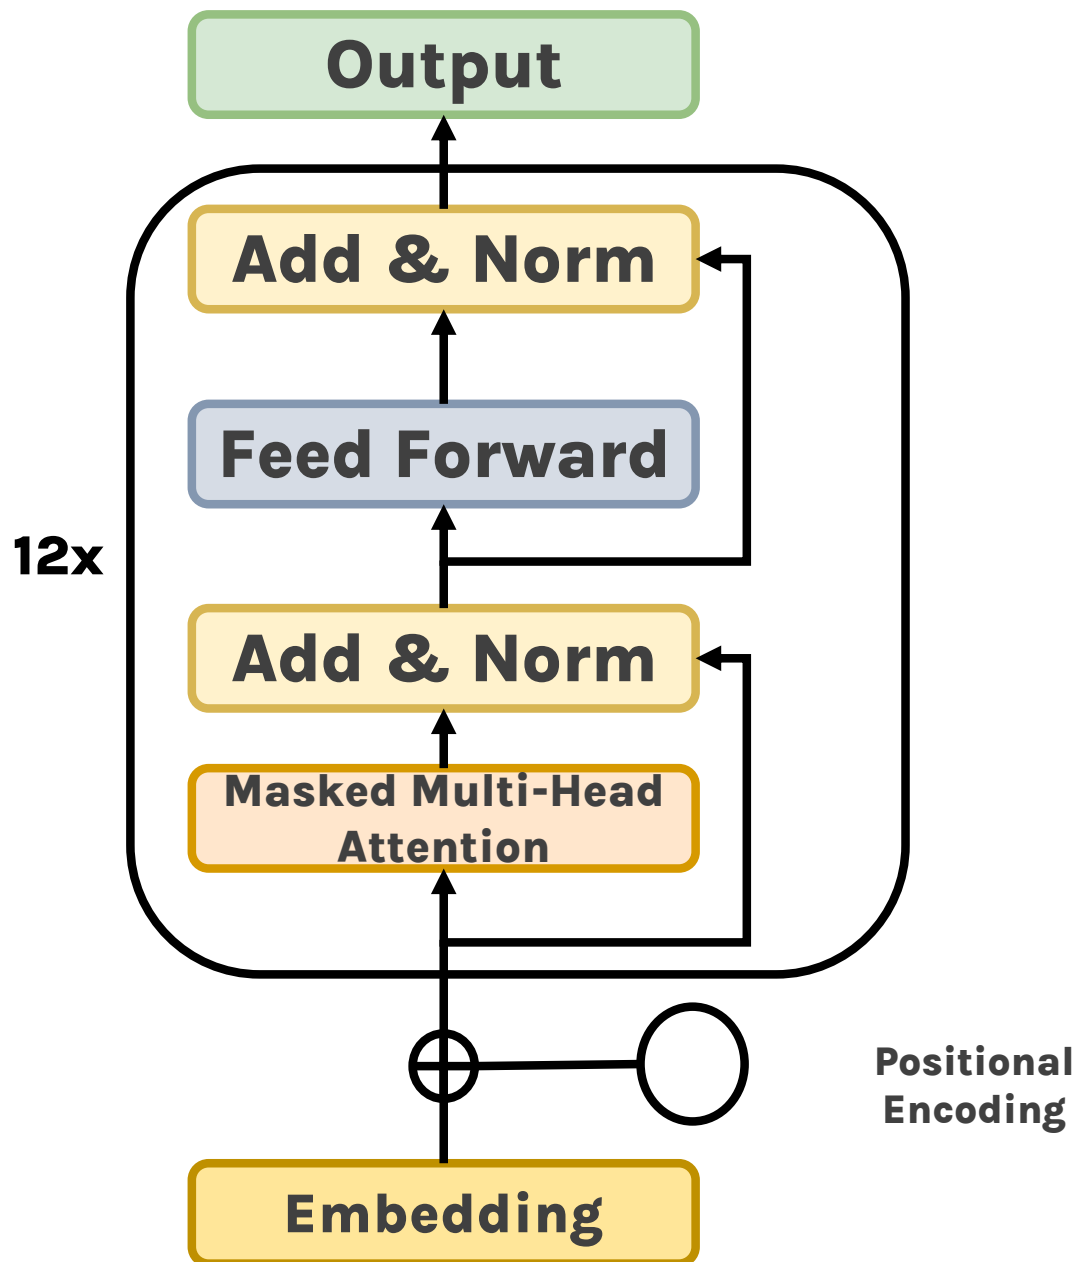 Output
Add & Norm
Feed Forward
12x
Add & Norm
Masked Multi-Head
Attention
Positional
Encoding
Embedding